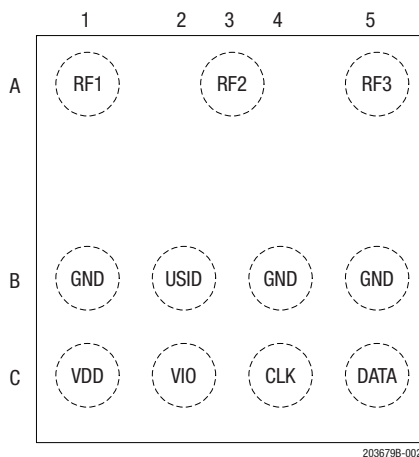 1 2 3 4 5
A RF1 RF2 RF3
B GND USID GND GND
C VDD VIO CLK DATA
203679B-002